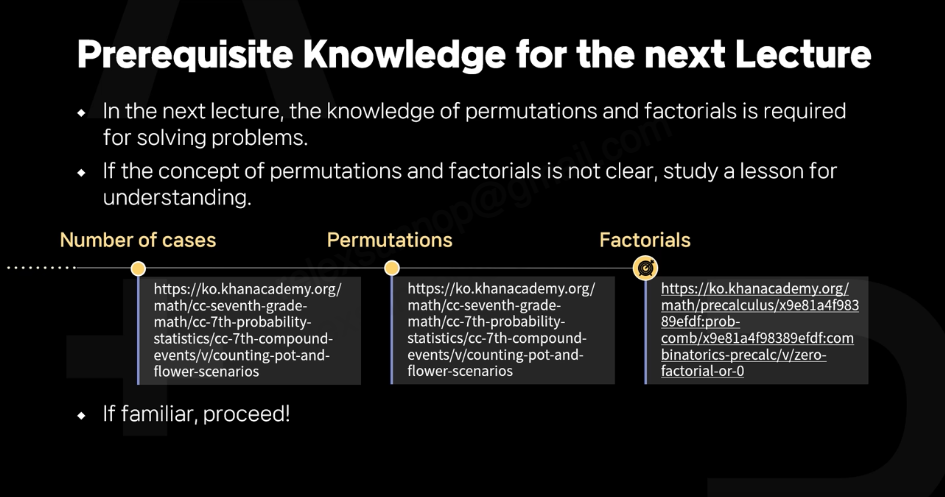 Prerequisite Knowledge for the next Lecture
In the next lecture, the knowledge of permutations and factorials is required
for solving problems.
If the concept of permutations and factorials is not clear, study a lesson for
understanding.
Number of cases
https://ko.khanacademy.org/
math/cc-seventh-grade-
math/cc-7th-probability-
statistics/cc-7th-compound-
events/v/counting-pot-and-
flower-scenarios
Permutations
https://ko.khanacademy.org/
math/cc-seventh-grade-
math/cc-7th-probability-
statistics/cc-7th-compound-
events/v/counting-pot-and-
flower-scenarios
Factorials
https://ko.khanacademy.org/
math/precalculus/x9e81a4f983
89efdf:prob-
comb/x9e81a4f98389efdf:com
binatorics-precalc/v/zero-
factorial-or-0
If familiar, proceed!